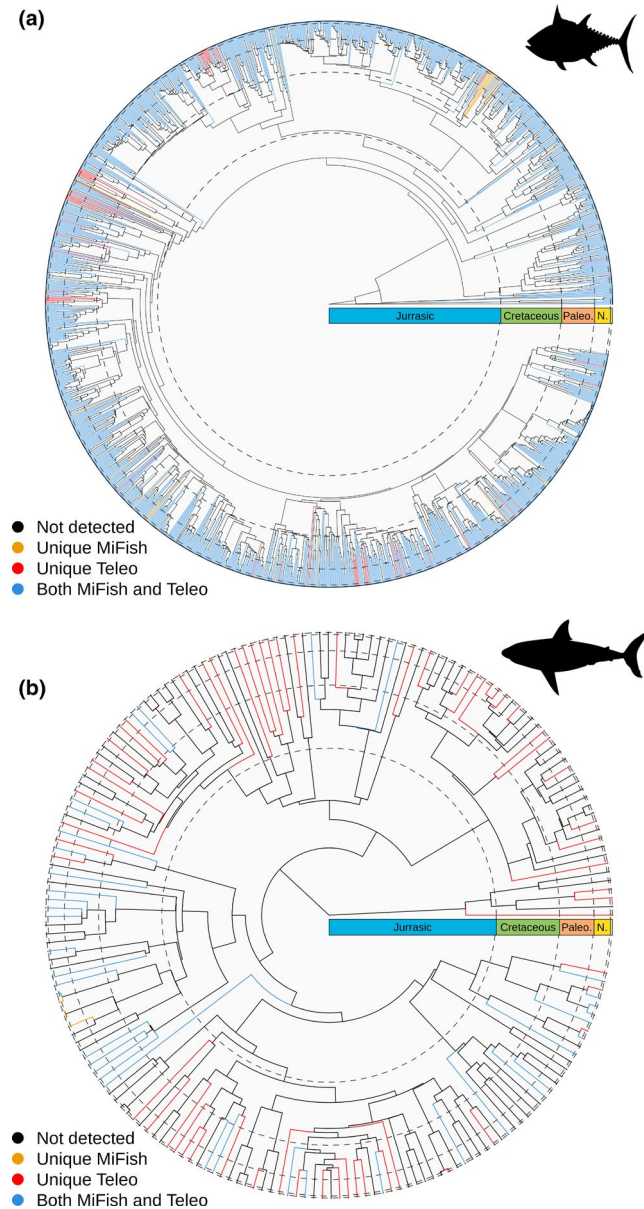 (a)
Jurrasic Cretaceous Paleo. N.
Not detected
Unique MiFish
Unique Teleo
Both MiFish and Teleo
(b)
Jurrasic Cretaceous Paleo. N.
Not detected
Unique MiFish
Unique Teleo
Both MiFish and Teleo